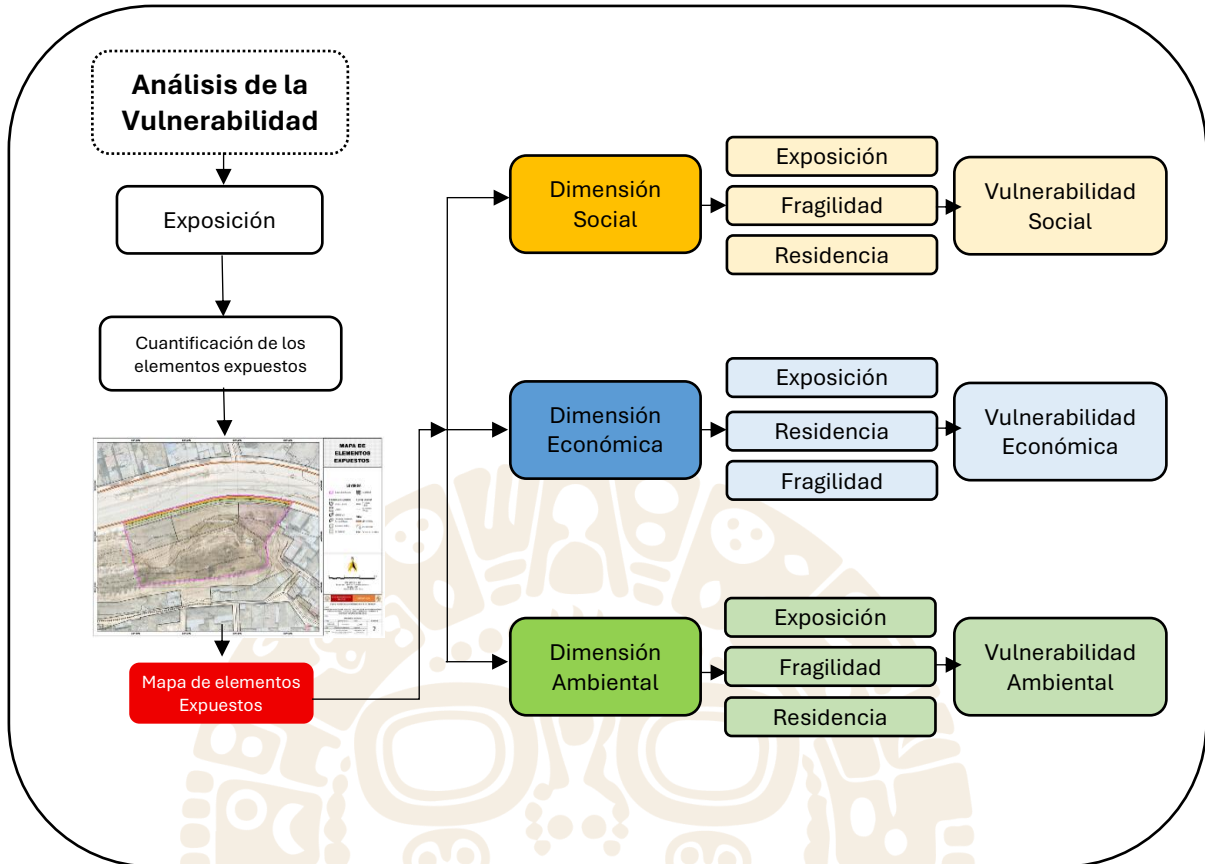 Análisis de la
Vulnerabilidad
Exposición
Cuantificación de los
elementos expuestos
MAPA DE
ELEMENTOS
EXPUESTOS
Mapa de elementos
Expuestos
Dimensión
Social
Exposición
Fragilidad
Residencia
Vulnerabilidad
Social
Dimensión
Económica
Exposición
Residencia
Fragilidad
Vulnerabilidad
Económica
Dimensión
Ambiental
Exposición
Fragilidad
Residencia
Vulnerabilidad
Ambiental